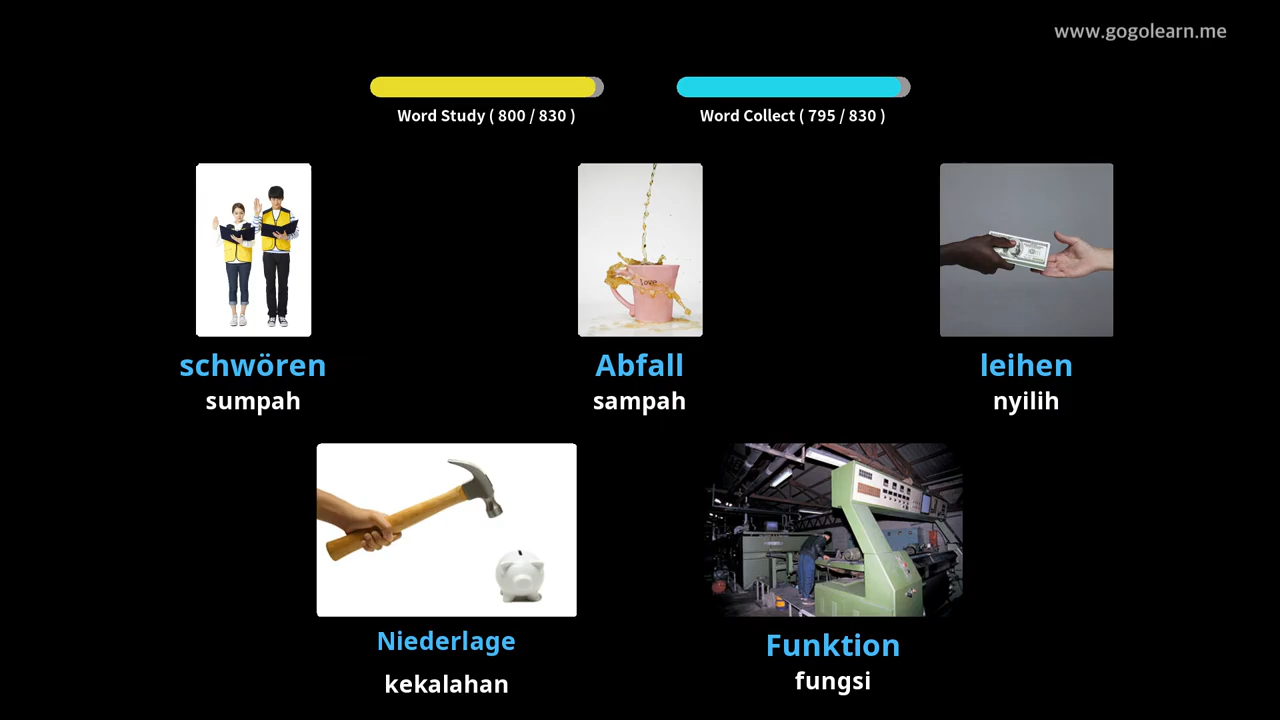 www.gogolearn.me
Word Study ( 800 / 830 )
Word Collect ( 795 / 830 )
love
schwören
sumpah
Abfall
sampah
leihen
nyilih
Niederlage
kekalahan
Funktion
fungsi